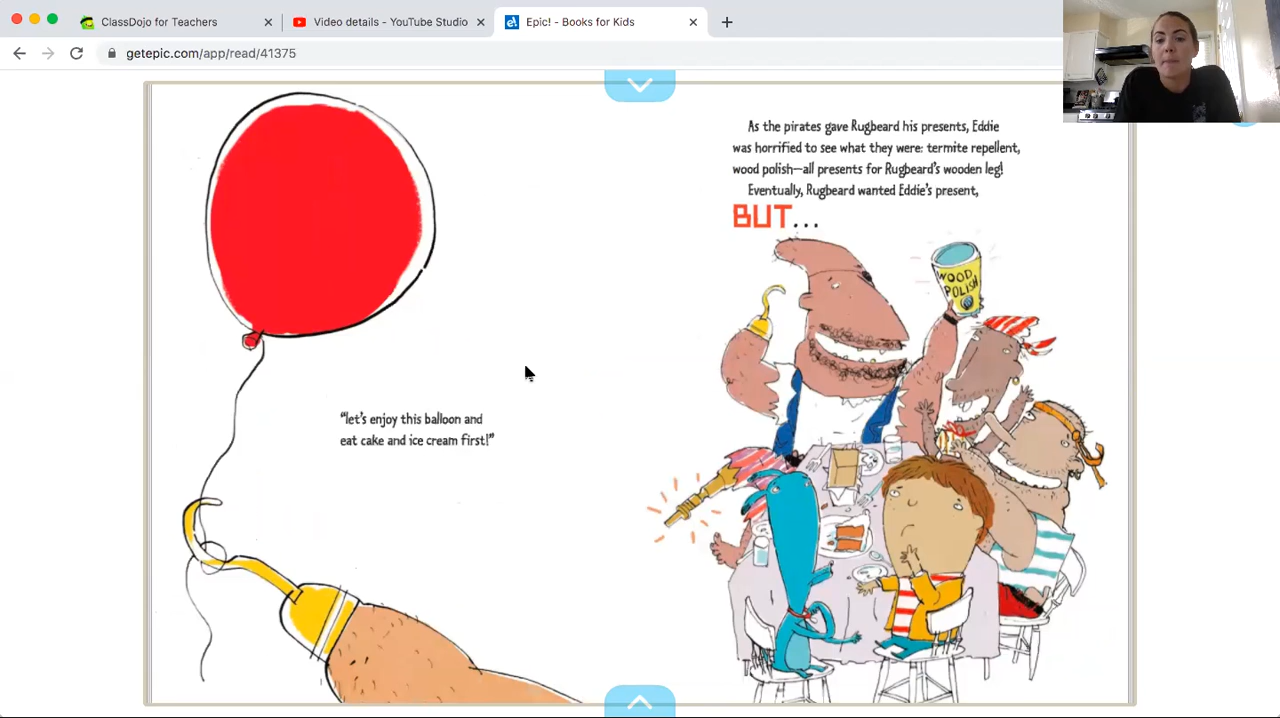 ClassDojo for Teachers
Video details - YouTube Studio
Epic! - Books for Kids
getepic.com/app/read/41375
"let's enjoy this balloon and
eat cake and ice cream first!"
As the pirates gave Rugbeard his presents, Eddie
was horrified to see what they were: termite repellent,
wood polish—all presents for Rugbeard's wooden leg!
Eventually, Rugbeard wanted Eddie's present,
BUT...
WOOD
POLISH